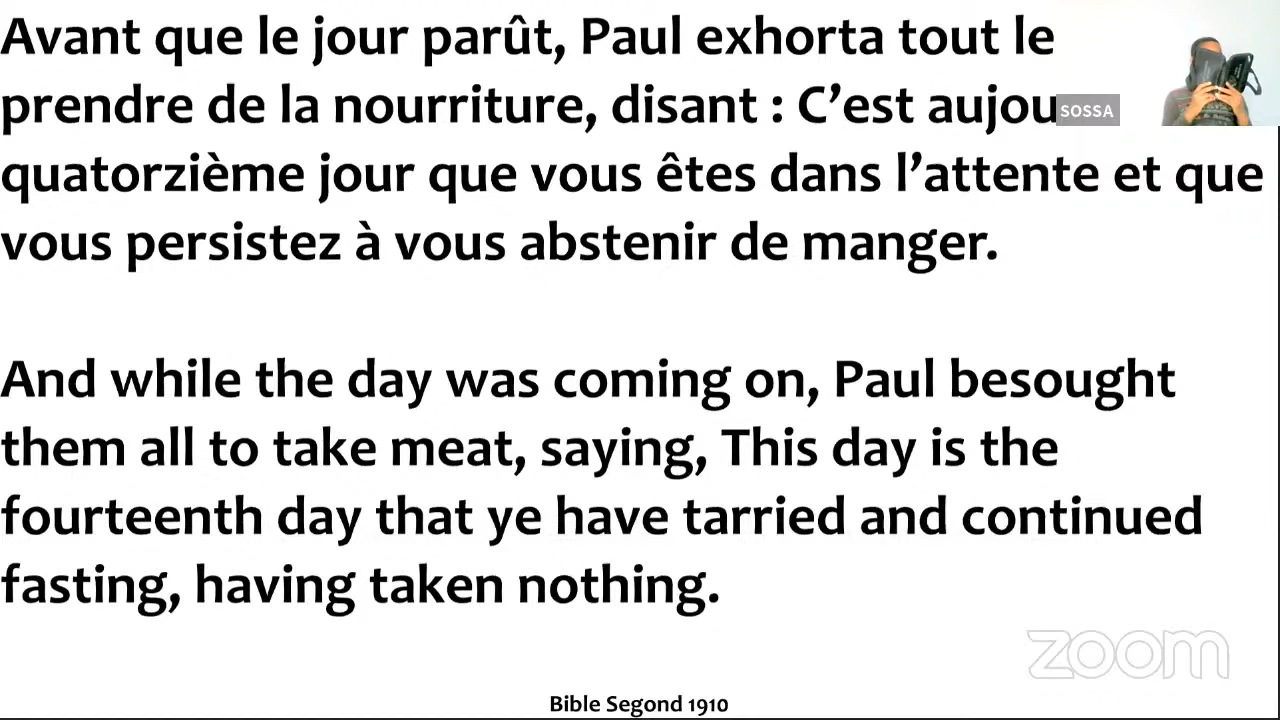 Avant que le jour parût, Paul exhorta tout le
prendre de la nourriture, disant : C’est aujou
SOSSA
quatorzième jour que vous êtes dans l’attente et que
vous persistez à vous abstenir de manger.
And while the day was coming on, Paul besought
them all to take meat, saying, This day is the
fourteenth day that ye have tarried and continued
fasting, having taken nothing.
zoom
Bible Segond 1910